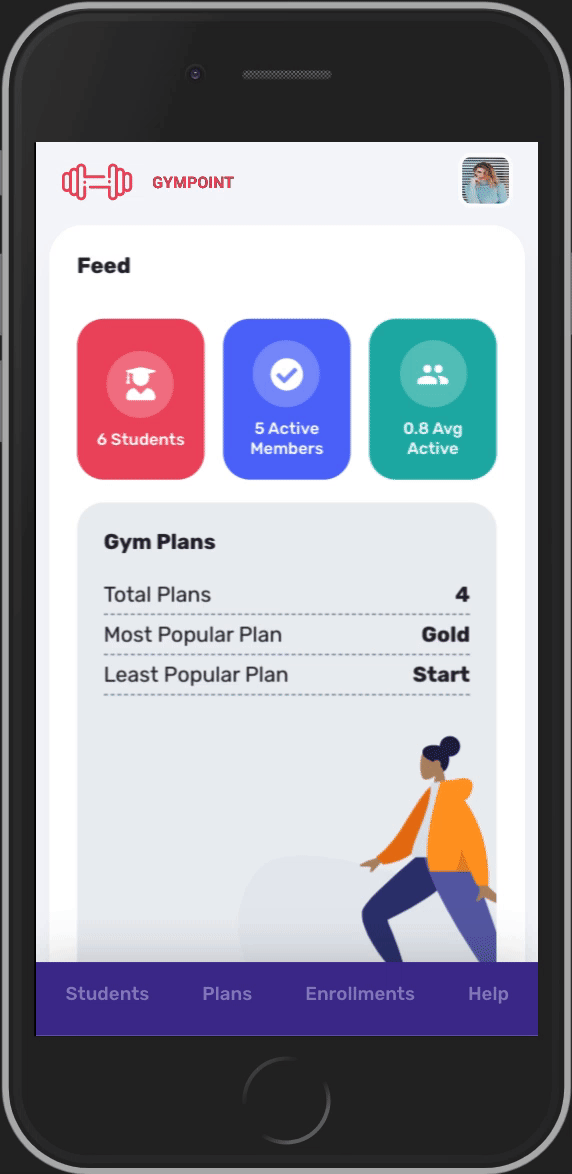 GYMPOINT
Feed
6 Students
5 Active
Members
0.8 Avg
Active
Gym Plans
Total Plans 4
Most Popular Plan Gold
Least Popular Plan Start
Students Plans Enrollments Help